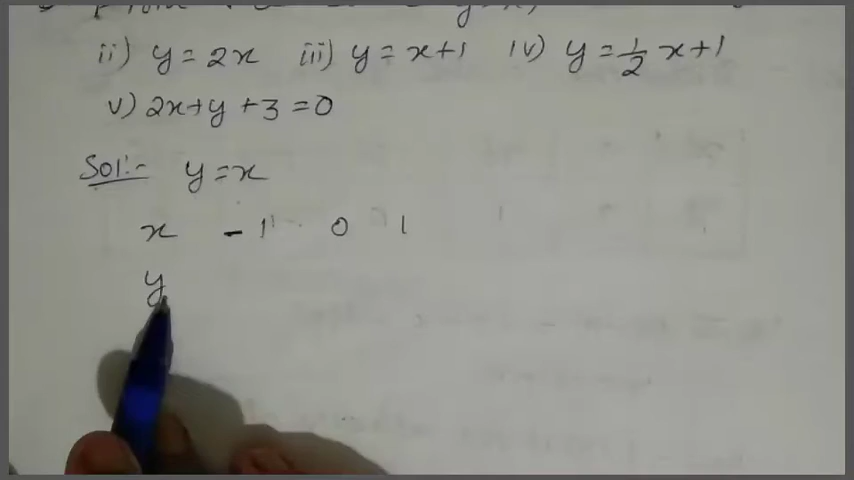 ii) y = 2x iii) y = x+1 iv) y = 1/2 x+1
v) 2x+y+3=0
Sol:- y=x
x -1 0 1
y